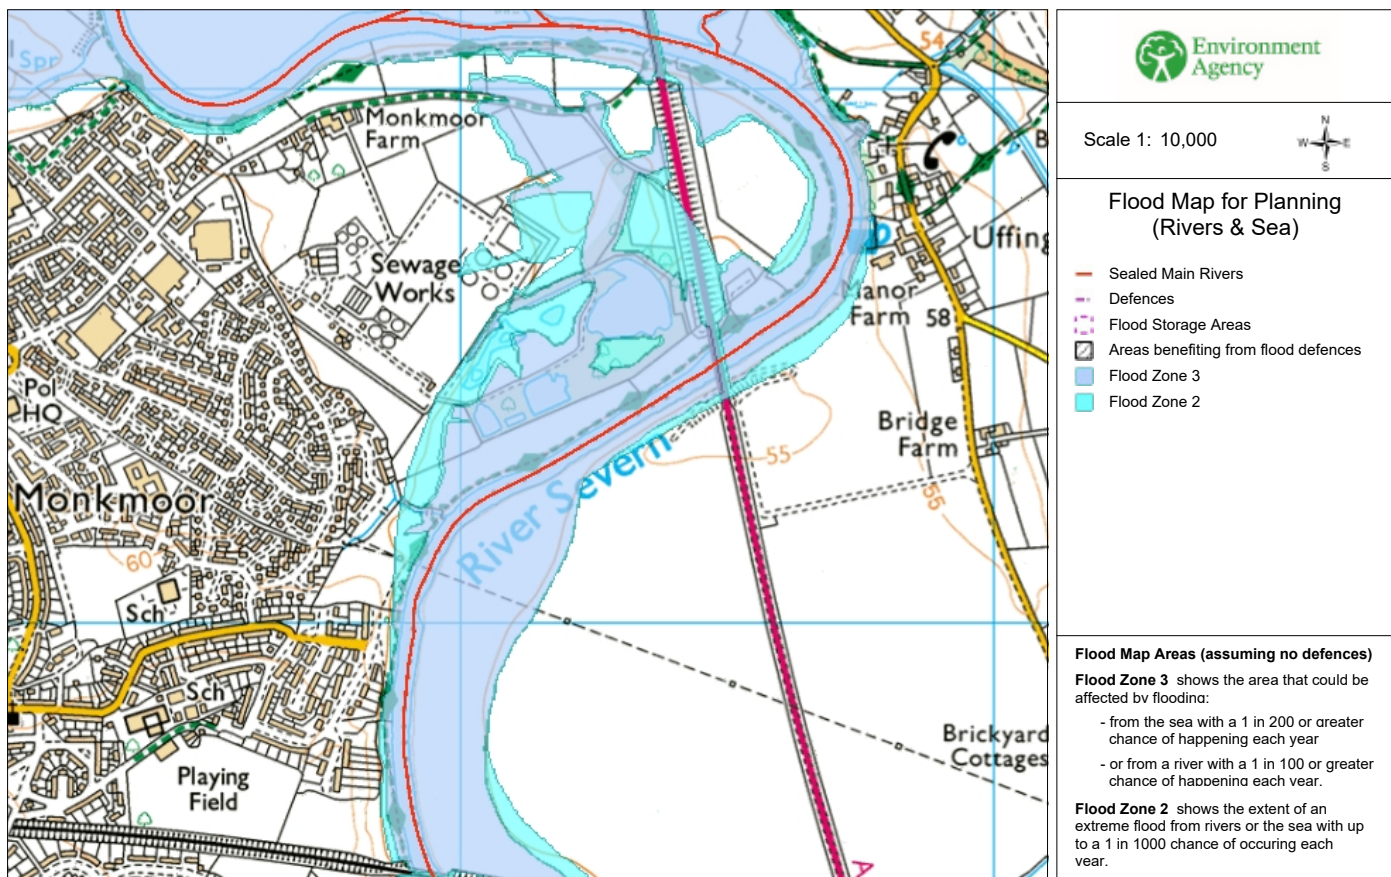 Spr
Monkmoor
Farm
54
B
Uffing
Sewage
Works
Manor
Farm
58
Pol
HQ
Bridge
Farm
55
55
Monkmoor
River Severn
60
Sch
Sch
Brickyard
Cottages
Playing
Field
A
Environment
Agency
Scale 1: 10,000
N
W E
S
Flood Map for Planning
(Rivers & Sea)
Sealed Main Rivers
Defences
Flood Storage Areas
Areas benefiting from flood defences
Flood Zone 3
Flood Zone 2
Flood Map Areas (assuming no defences)
Flood Zone 3 shows the area that could be
affected by flooding:
- from the sea with a 1 in 200 or greater
chance of happening each year
- or from a river with a 1 in 100 or greater
chance of happening each year.
Flood Zone 2 shows the extent of an
extreme flood from rivers or the sea with up
to a 1 in 1000 chance of occuring each
year.